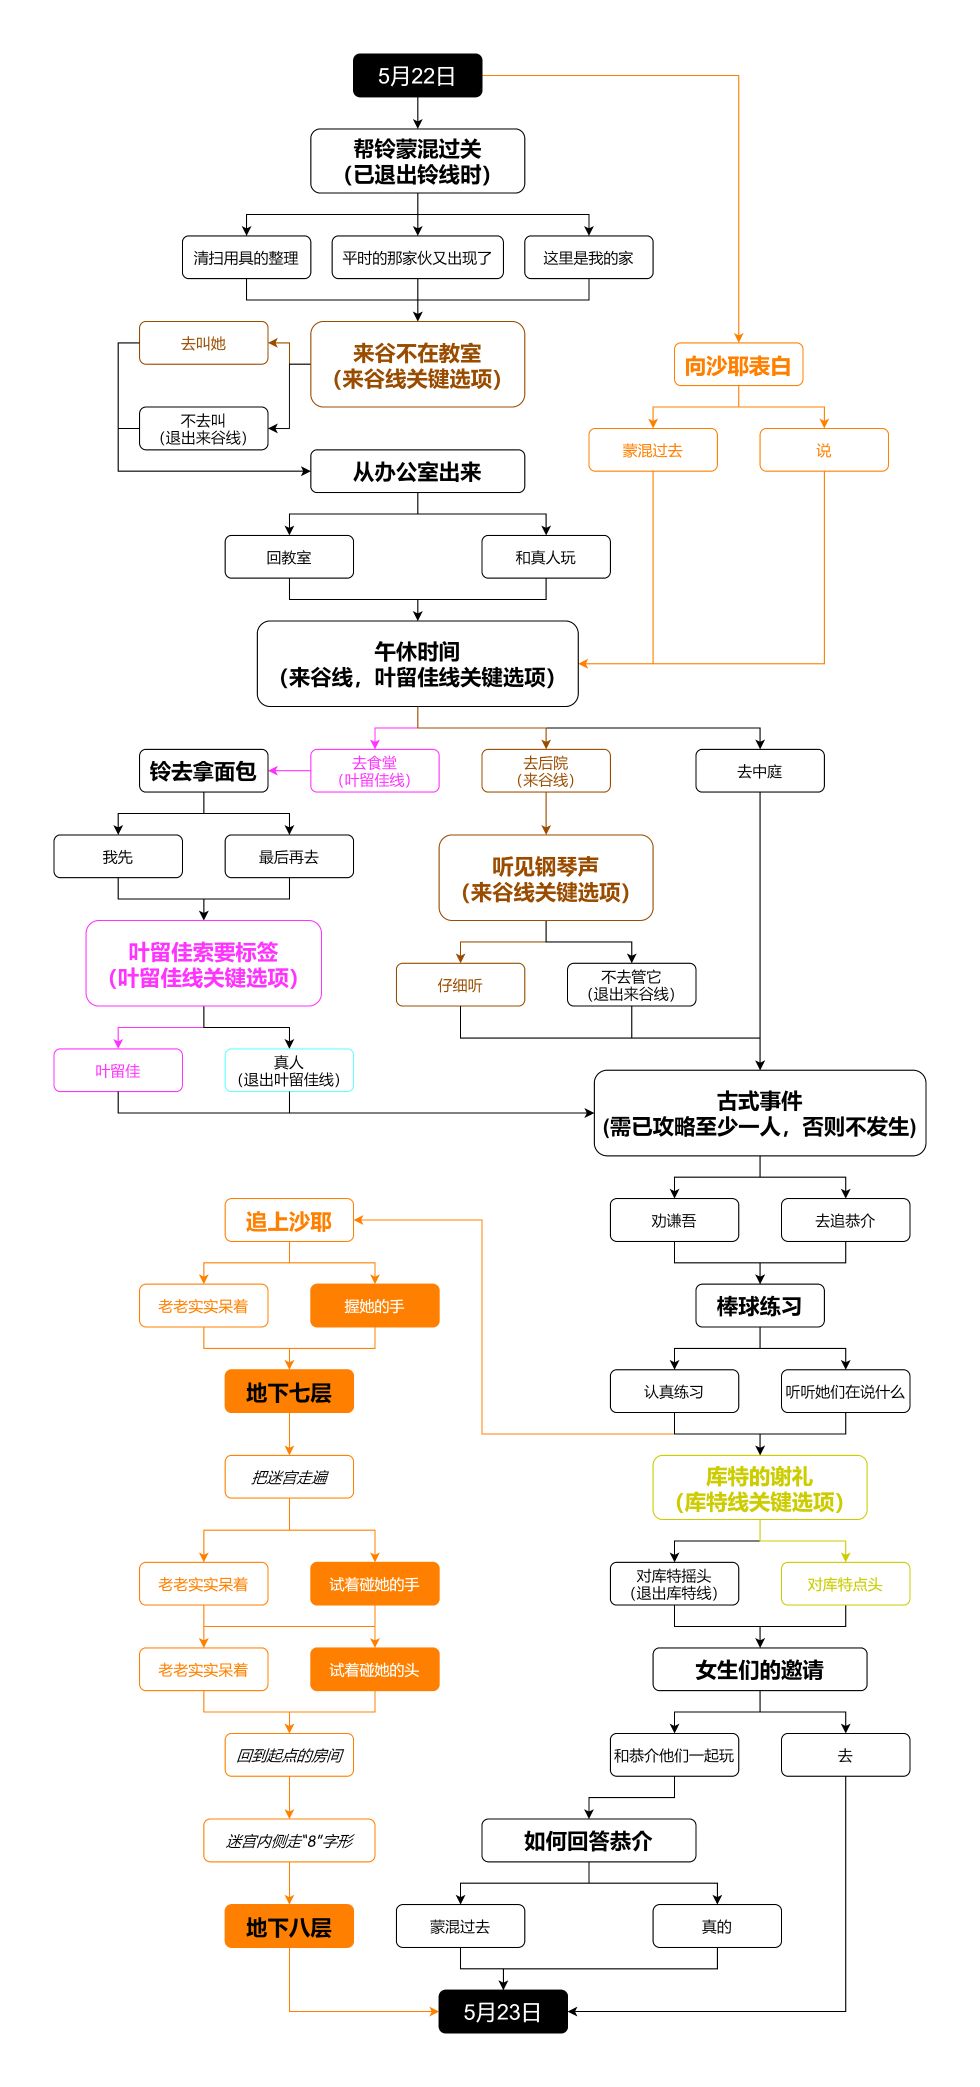 5月22日
帮铃蒙混过关
（已退出铃线时）
清扫用具的整理
平时的那家伙又出现了
这里是我的家
去叫她
来谷不在教室
（来谷线关键选项）
向沙耶表白
不去叫
（退出来谷线）
蒙混过去
说
从办公室出来
回教室
和真人玩
午休时间
（来谷线，叶留佳线关键选项）
铃去拿面包
去食堂
（叶留佳线）
去后院
（来谷线）
去中庭
我先
最后再去
听见钢琴声
（来谷线关键选项）
叶留佳索要标签
（叶留佳线关键选项）
仔细听
不去管它
（退出来谷线）
叶留佳
真人
（退出叶留佳线）
古式事件
(需已攻略至少一人，否则不发生)
追上沙耶
劝谦吾
去追恭介
老老实实呆着
握她的手
棒球练习
地下七层
认真练习
听听她们在说什么
把迷宫走遍
库特的谢礼
（库特线关键选项）
老老实实呆着
试着碰她的手
对库特摇头
（退出库特线）
对库特点头
老老实实呆着
试着碰她的头
女生们的邀请
回到起点的房间
和恭介他们一起玩
去
迷宫内侧走“8”字形
如何回答恭介
地下八层
蒙混过去
真的
5月23日